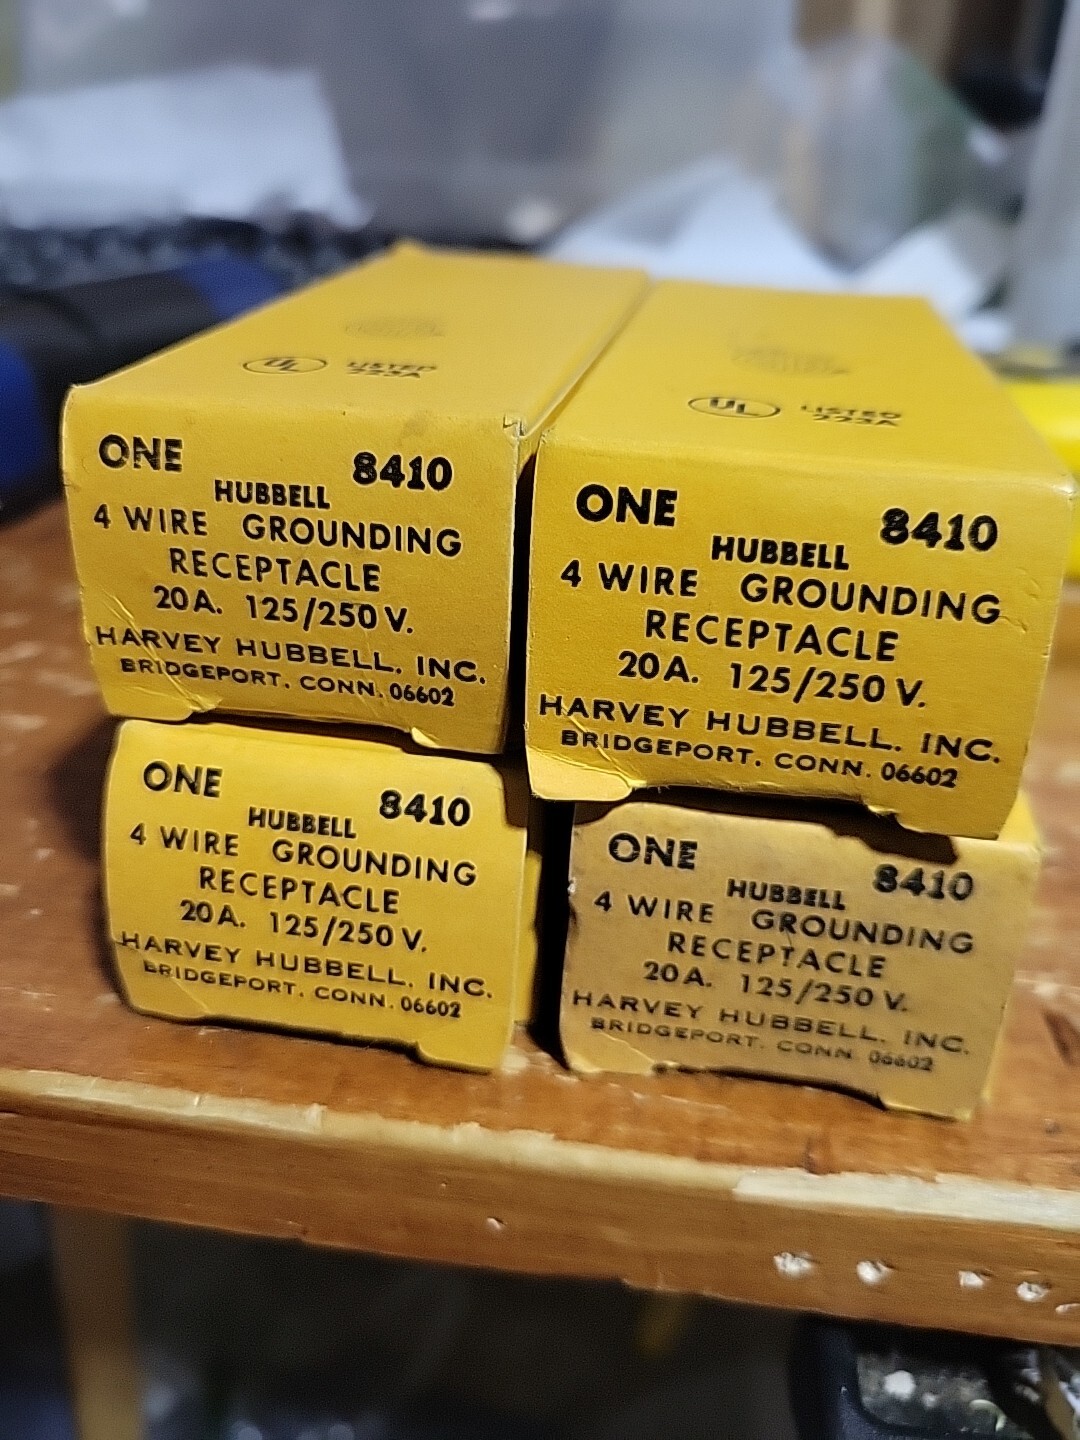 UL LISTED
223A
ONE 8410
HUBBELL
4 WIRE GROUNDING
RECEPTACLE
20A. 125/250 V.
HARVEY HUBBELL, INC.
BRIDGEPORT, CONN. 06602
UL LISTED
223A
ONE 8410
HUBBELL
4 WIRE GROUNDING
RECEPTACLE
20A. 125/250 V.
HARVEY HUBBELL, INC.
BRIDGEPORT, CONN. 06602
ONE 8410
HUBBELL
4 WIRE GROUNDING
RECEPTACLE
20A. 125/250 V.
HARVEY HUBBELL, INC.
BRIDGEPORT, CONN. 06602
ONE 8410
HUBBELL
4 WIRE GROUNDING
RECEPTACLE
20A. 125/250 V.
HARVEY HUBBELL, INC.
BRIDGEPORT, CONN. 06602